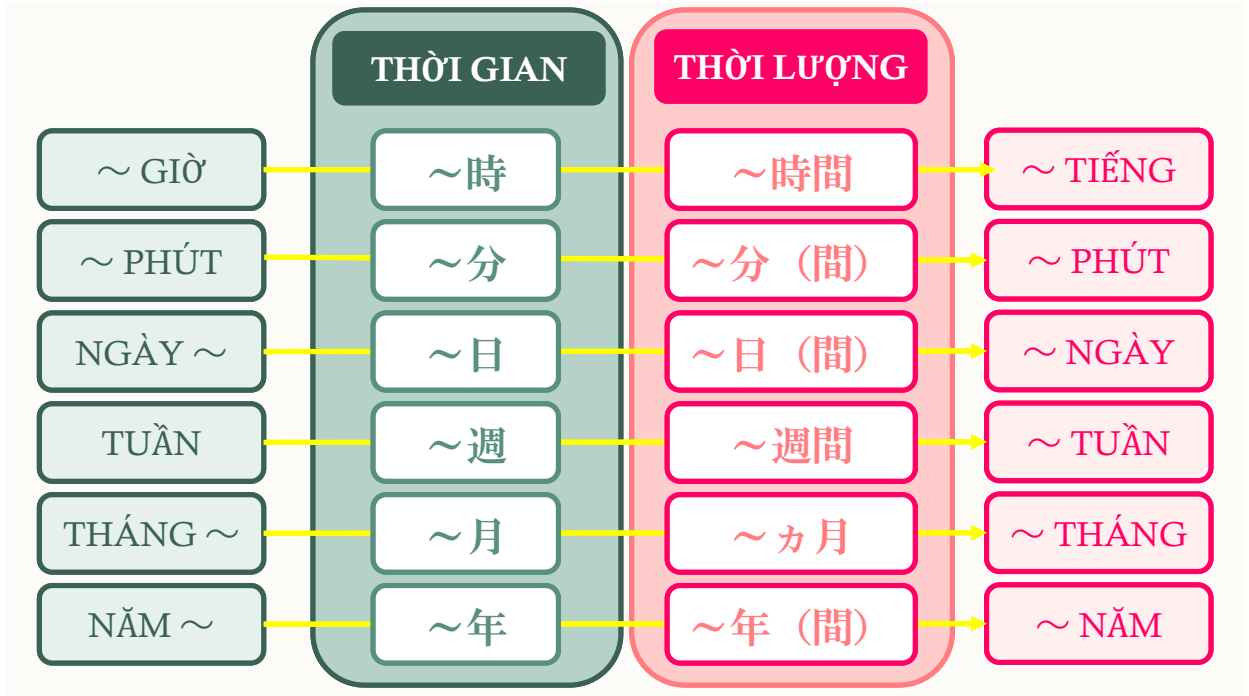 THỜI GIAN THỜI LƯỢNG
～ GIỜ ～時 ～時間 ～ TIẾNG
～ PHÚT ～分 ～分（間） ～ PHÚT
NGÀY ～ ～日 ～日（間） ～ NGÀY
TUẦN ～週 ～週間 ～ TUẦN
THÁNG ～ ～月 ～ヵ月 ～ THÁNG
NĂM ～ ～年 ～年（間） ～ NĂM